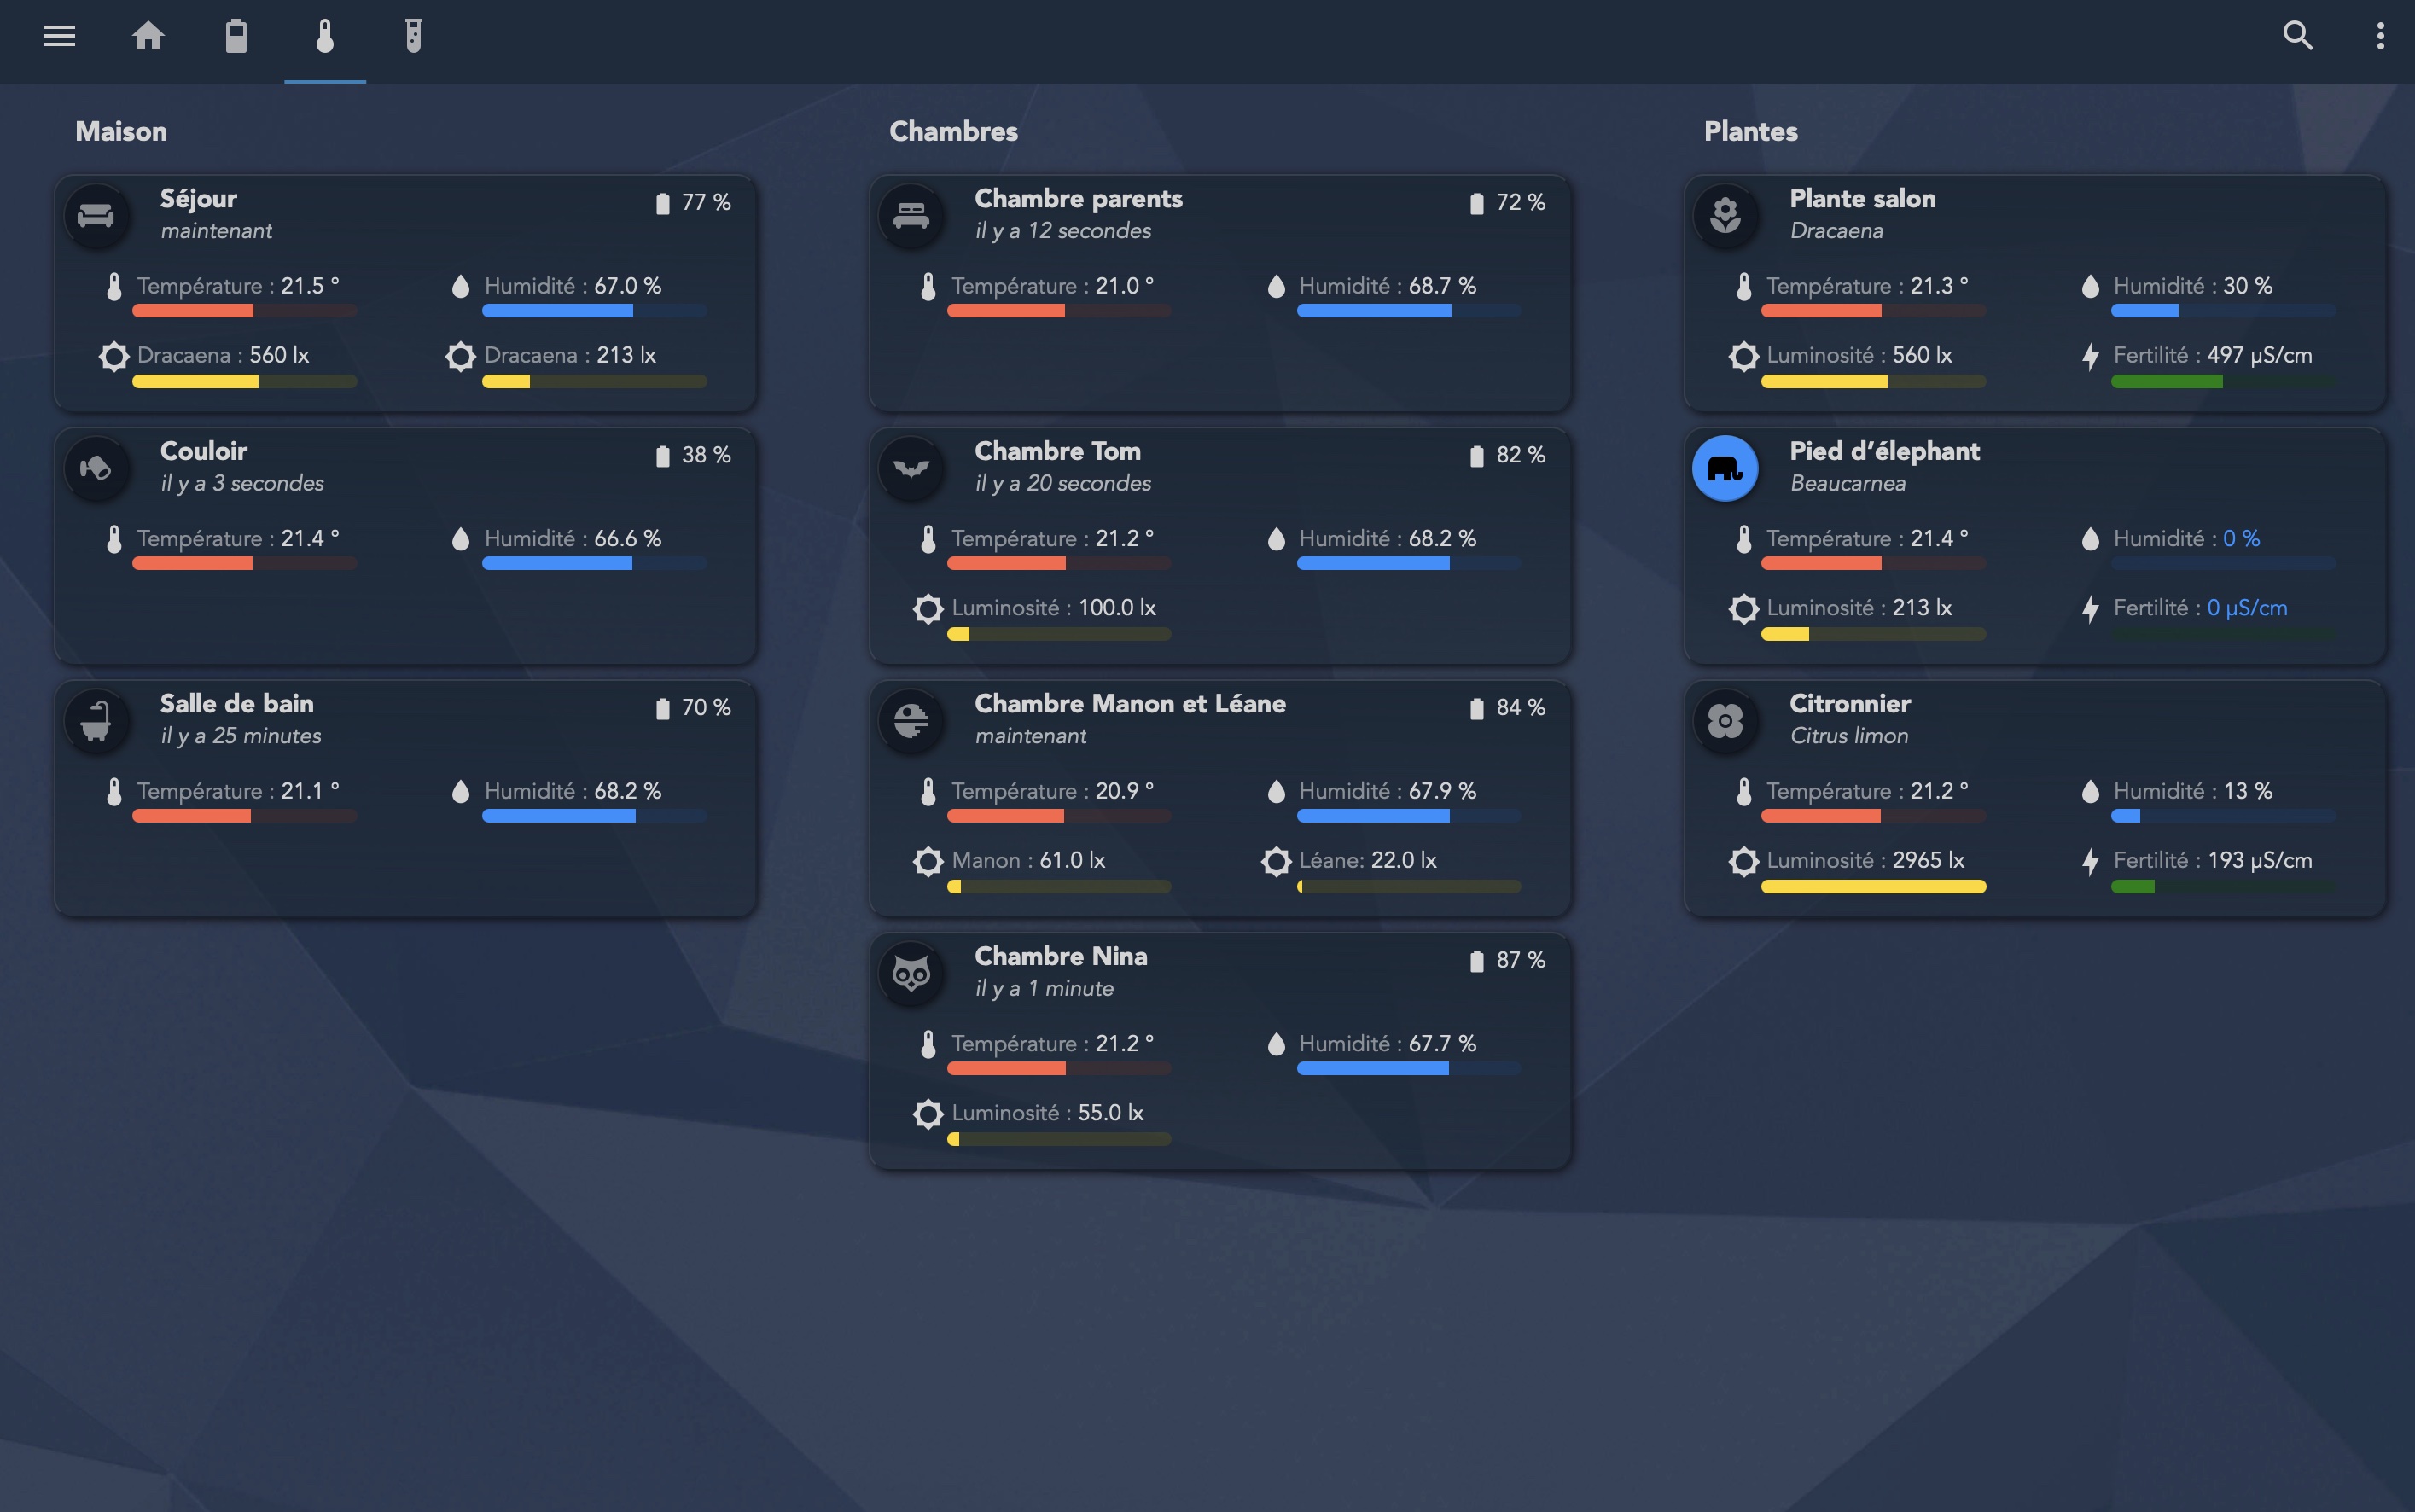 Maison
Séjour
77 %
maintenant
Température : 21.5 °
Humidité : 67.0 %
Dracaena : 560 lx
Dracaena : 213 lx
Couloir
38 %
il y a 3 secondes
Température : 21.4 °
Humidité : 66.6 %
Salle de bain
70 %
il y a 25 minutes
Température : 21.1 °
Humidité : 68.2 %
Chambres
Chambre parents
72 %
il y a 12 secondes
Température : 21.0 °
Humidité : 68.7 %
Chambre Tom
82 %
il y a 20 secondes
Température : 21.2 °
Humidité : 68.2 %
Luminosité : 100.0 lx
Chambre Manon et Léane
84 %
maintenant
Température : 20.9 °
Humidité : 67.9 %
Manon : 61.0 lx
Léane: 22.0 lx
Chambre Nina
87 %
il y a 1 minute
Température : 21.2 °
Humidité : 67.7 %
Luminosité : 55.0 lx
Plantes
Plante salon
Dracaena
Température : 21.3 °
Humidité : 30 %
Luminosité : 560 lx
Fertilité : 497 µS/cm
Pied d’élephant
Beaucarnea
Température : 21.4 °
Humidité : 0 %
Luminosité : 213 lx
Fertilité : 0 µS/cm
Citronnier
Citrus limon
Température : 21.2 °
Humidité : 13 %
Luminosité : 2965 lx
Fertilité : 193 µS/cm